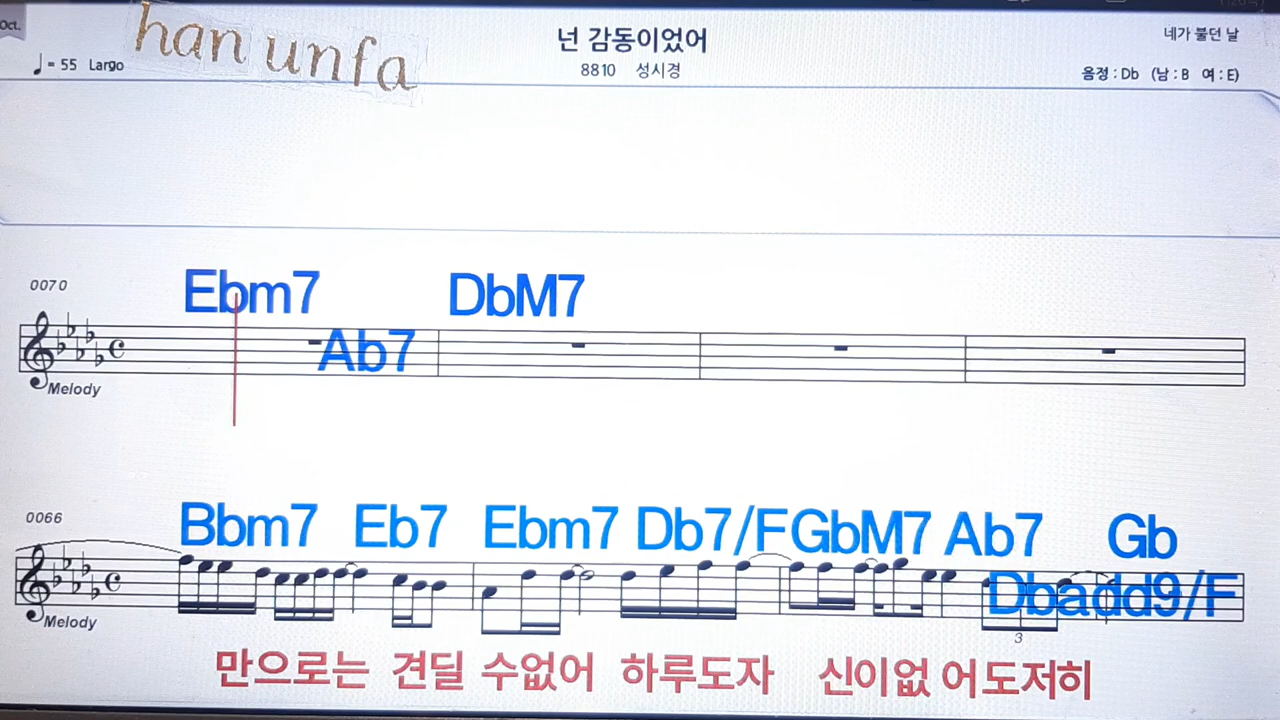 Oct.
han unfa
넌 감동이었어
네가 불던 날
♩= 55 Largo
8810 성시경
음정 : Db (남 : B 여 : E)
0070
Ebm7 DbM7
Ab7
Melody
0066
Bbm7 Eb7 Ebm7 Db7/F GbM7 Ab7 Gb
Dbadd9/F
Melody
3
만으로는 견딜 수없어 하루도자 신이없 어도저히